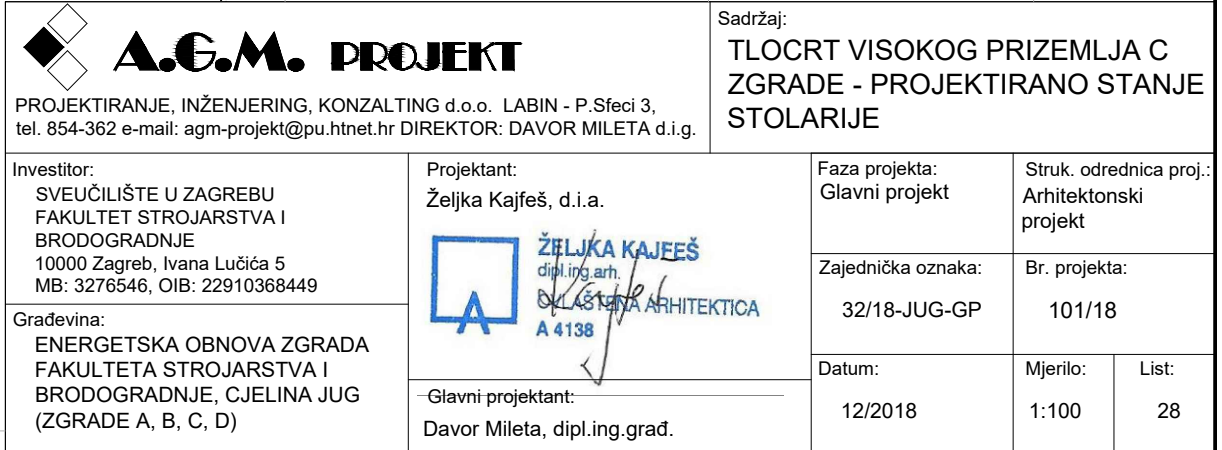 A.G.M. PROJEKT
PROJEKTIRANJE, INŽENJERING, KONZALTING d.o.o. LABIN - P.Sfeci 3,
tel. 854-362 e-mail: agm-projekt@pu.htnet.hr DIREKTOR: DAVOR MILETA d.i.g.
Sadržaj:
TLOCRT VISOKOG PRIZEMLJA C
ZGRADE - PROJEKTIRANO STANJE
STOLARIJE
Investitor:
SVEUČILIŠTE U ZAGREBU
FAKULTET STROJARSTVA I
BRODOGRADNJE
10000 Zagreb, Ivana Lučića 5
MB: 3276546, OIB: 22910368449
Građevina:
ENERGETSKA OBNOVA ZGRADA
FAKULTETA STROJARSTVA I
BRODOGRADNJE, CJELINA JUG
(ZGRADE A, B, C, D)
Projektant:
Željka Kajfeš, d.i.a.
ŽELJKA KAJFEŠ
dipl.ing.arh.
OVLAŠTENA ARHITEKTICA
A 4138
Glavni projektant:
Davor Mileta, dipl.ing.građ.
Faza projekta:
Glavni projekt
Struk. odrednica proj.:
Arhitektonski
projekt
Zajednička oznaka:
32/18-JUG-GP
Br. projekta:
101/18
Datum:
12/2018
Mjerilo:
1:100
List:
28